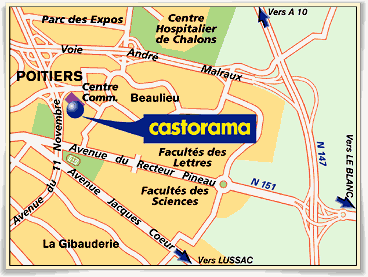 Vers A 10
Parc des Expos
Centre
Hospitalier
de Chalons
Voie André Malraux
POITIERS
Centre
Comm.
Beaulieu
castorama
N 147
Vers LE BLANC
Avenue du 11 Novembre
Avenue du Recteur Pineau
Facultés des
Lettres
N 151
Facultés des
Sciences
Avenue Jacques Coeur
La Gibauderie
Vers LUSSAC